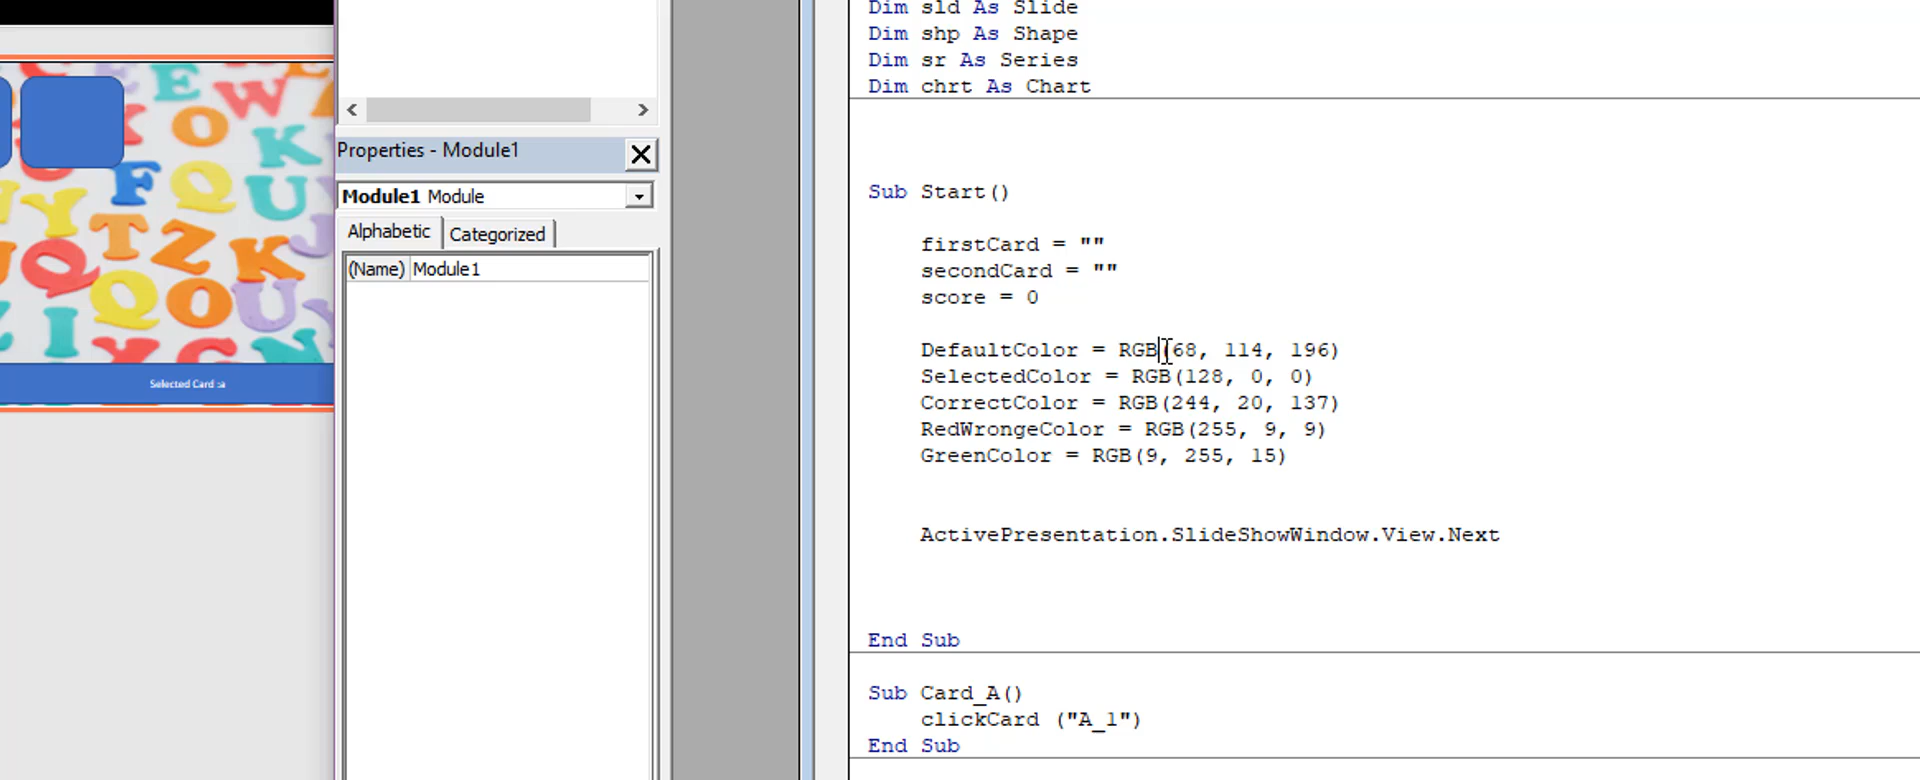 Selected Card :a
Properties - Module1
Module1 Module
Alphabetic Categorized
(Name) Module1
Dim sld As Slide
Dim shp As Shape
Dim sr As Series
Dim chrt As Chart
Sub Start()
firstCard = ""
secondCard = ""
score = 0
DefaultColor = RGB(68, 114, 196)
SelectedColor = RGB(128, 0, 0)
CorrectColor = RGB(244, 20, 137)
RedWrongeColor = RGB(255, 9, 9)
GreenColor = RGB(9, 255, 15)
ActivePresentation.SlideShowWindow.View.Next
End Sub
Sub Card_A()
clickCard ("A_1")
End Sub